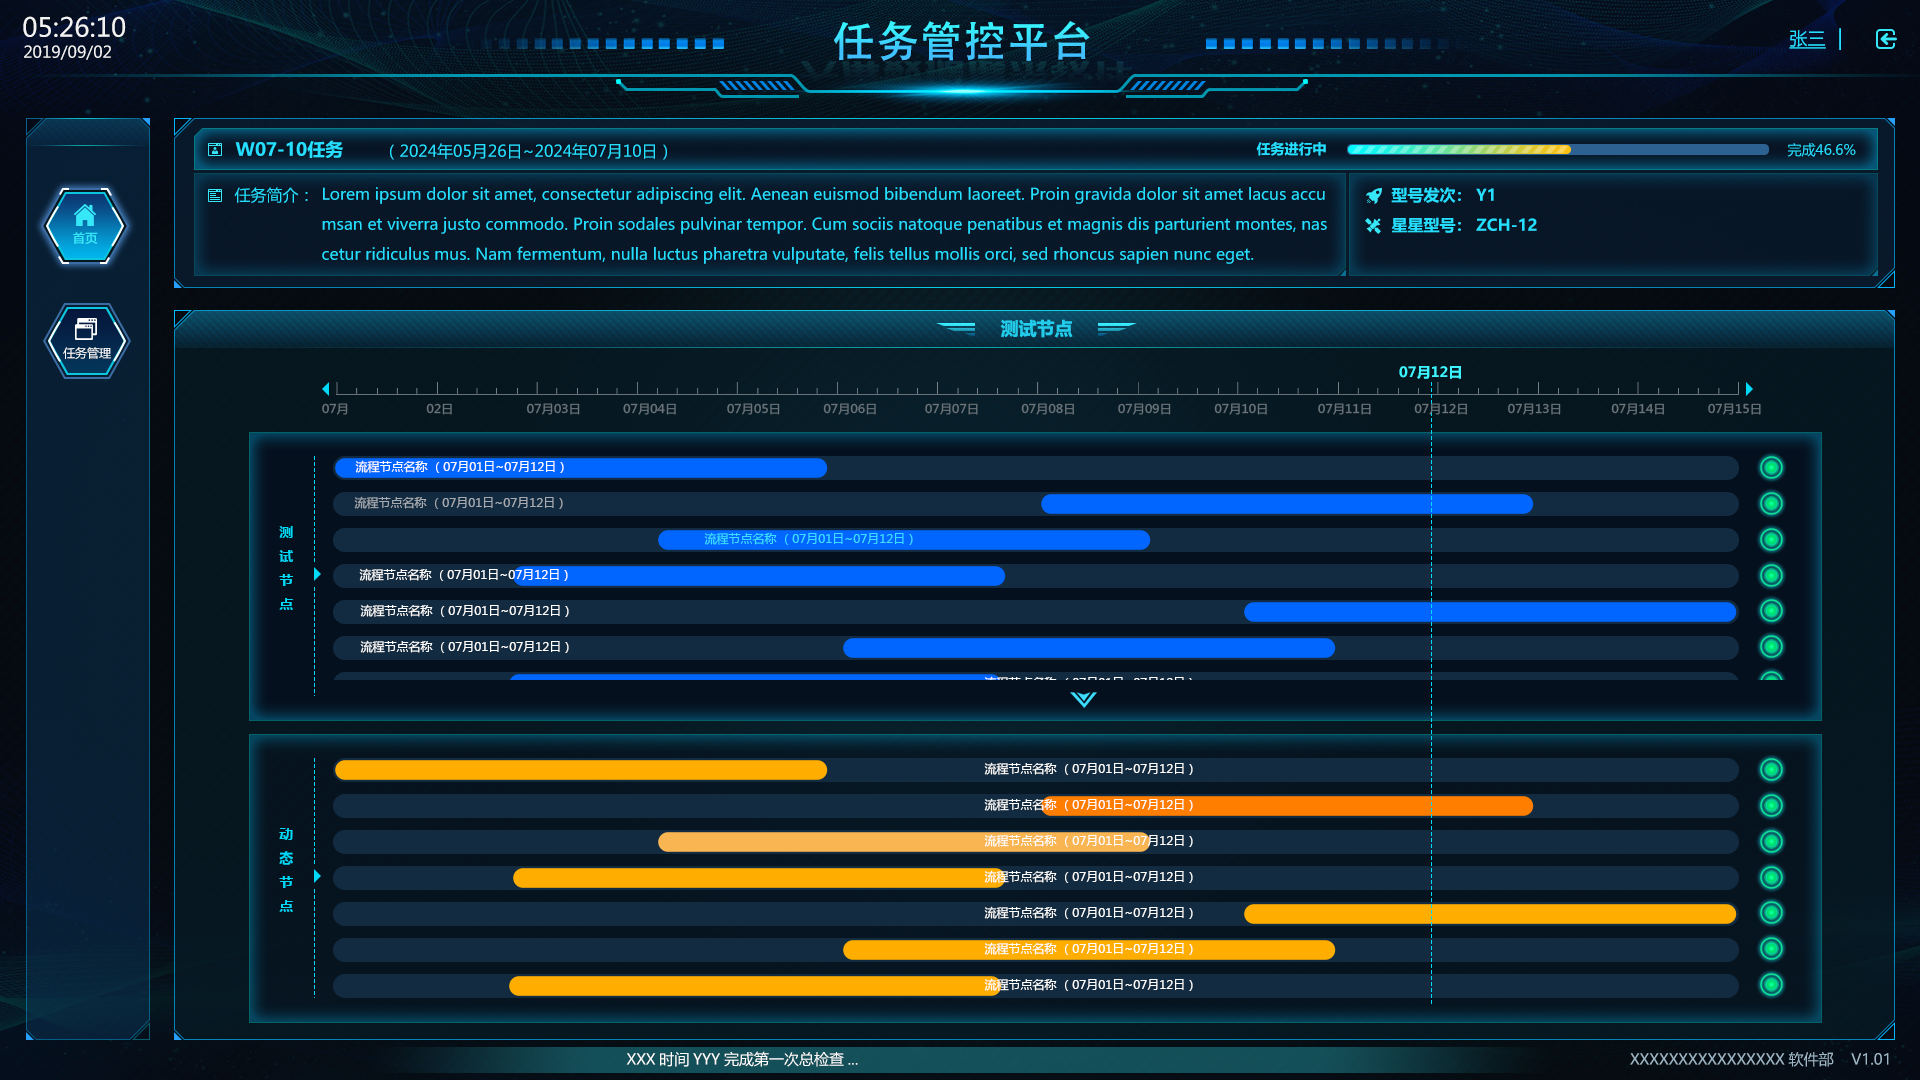 05:26:10
2019/09/02
任务管控平台
张三
首页
任务管理
W07-10任务 （ 2024年05月26日~2024年07月10日 ）
任务进行中 完成46.6%
任务简介： Lorem ipsum dolor sit amet, consectetur adipiscing elit. Aenean euismod bibendum laoreet. Proin gravida dolor sit amet lacus accu
msan et viverra justo commodo. Proin sodales pulvinar tempor. Cum sociis natoque penatibus et magnis dis parturient montes, nas
cetur ridiculus mus. Nam fermentum, nulla luctus pharetra vulputate, felis tellus mollis orci, sed rhoncus sapien nunc eget.
型号发次： Y1
星星型号： ZCH-12
测试节点
07月12日
07月 02日 07月03日 07月04日 07月05日 07月06日 07月07日 07月08日 07月09日 07月10日 07月11日 07月12日 07月13日 07月14日 07月15日
测试节点
流程节点名称 （ 07月01日~07月12日 ）
流程节点名称 （ 07月01日~07月12日 ）
流程节点名称 （ 07月01日~07月12日 ）
流程节点名称 （ 07月01日~07月12日 ）
流程节点名称 （ 07月01日~07月12日 ）
流程节点名称 （ 07月01日~07月12日 ）
动态节点
流程节点名称 （ 07月01日~07月12日 ）
流程节点名称 （ 07月01日~07月12日 ）
流程节点名称 （ 07月01日~07月12日 ）
流程节点名称 （ 07月01日~07月12日 ）
流程节点名称 （ 07月01日~07月12日 ）
流程节点名称 （ 07月01日~07月12日 ）
流程节点名称 （ 07月01日~07月12日 ）
XXX 时间 YYY 完成第一次总检查 ...
XXXXXXXXXXXXXXXX 软件部 V1.01